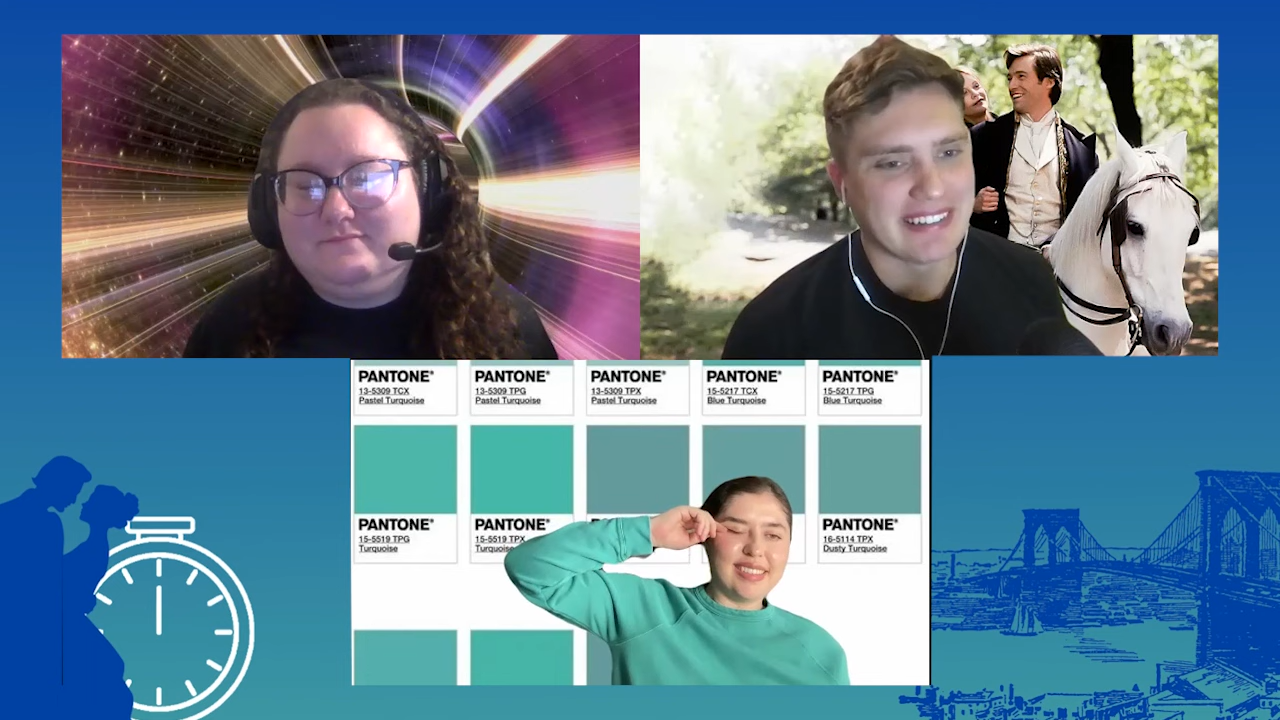 PANTONE® PANTONE® PANTONE® PANTONE® PANTONE®
13-5309 TCX 13-5309 TPG 13-5309 TPX 15-5217 TCX 15-5217 TPG
Pastel Turquoise Pastel Turquoise Pastel Turquoise Blue Turquoise Blue Turquoise
PANTONE® PANTONE® PANTONE®
15-5519 TPG 15-5519 TPX 16-5114 TPX
Turquoise Turquoise Dusty Turquoise